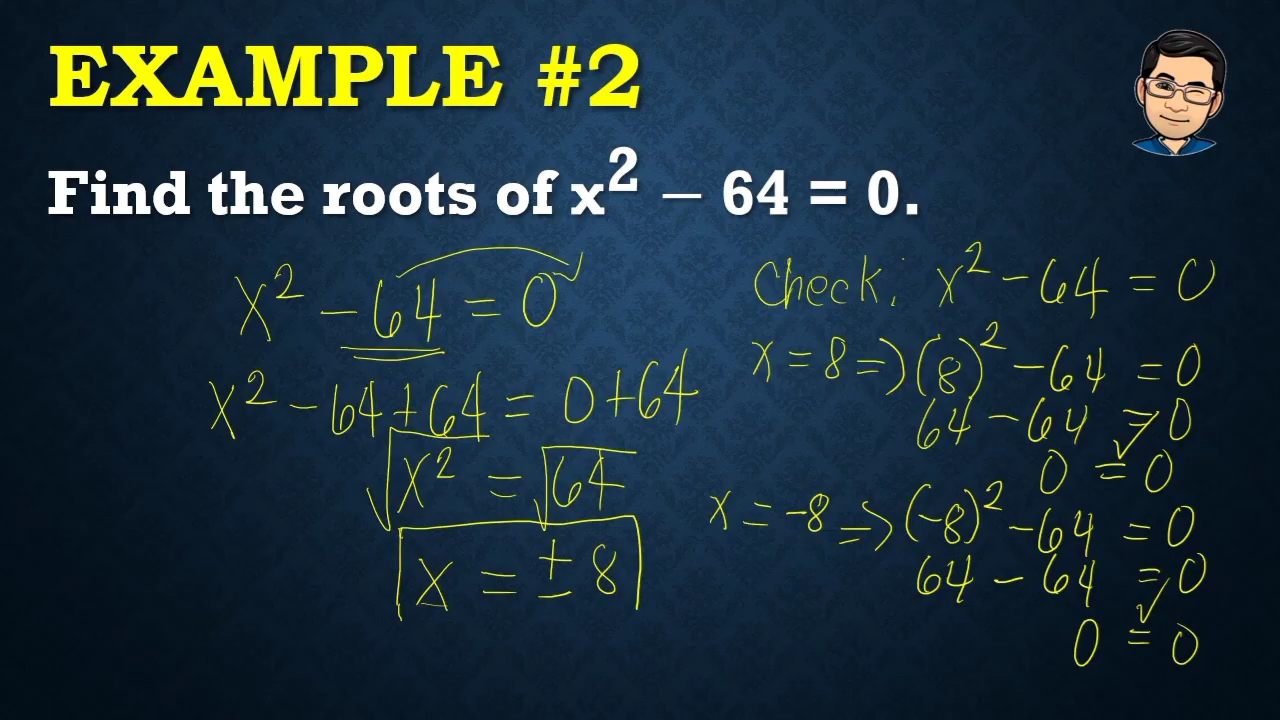 EXAMPLE #2
Find the roots of x² – 64 = 0.
x² - 64 = 0
x² - 64 + 64 = 0 + 64
√x² = √64
x = ± 8
Check: x² - 64 = 0
x = 8 => (8)² - 64 = 0
64 - 64 = 0
0 = 0
x = -8 => (-8)² - 64 = 0
64 - 64 = 0
0 = 0